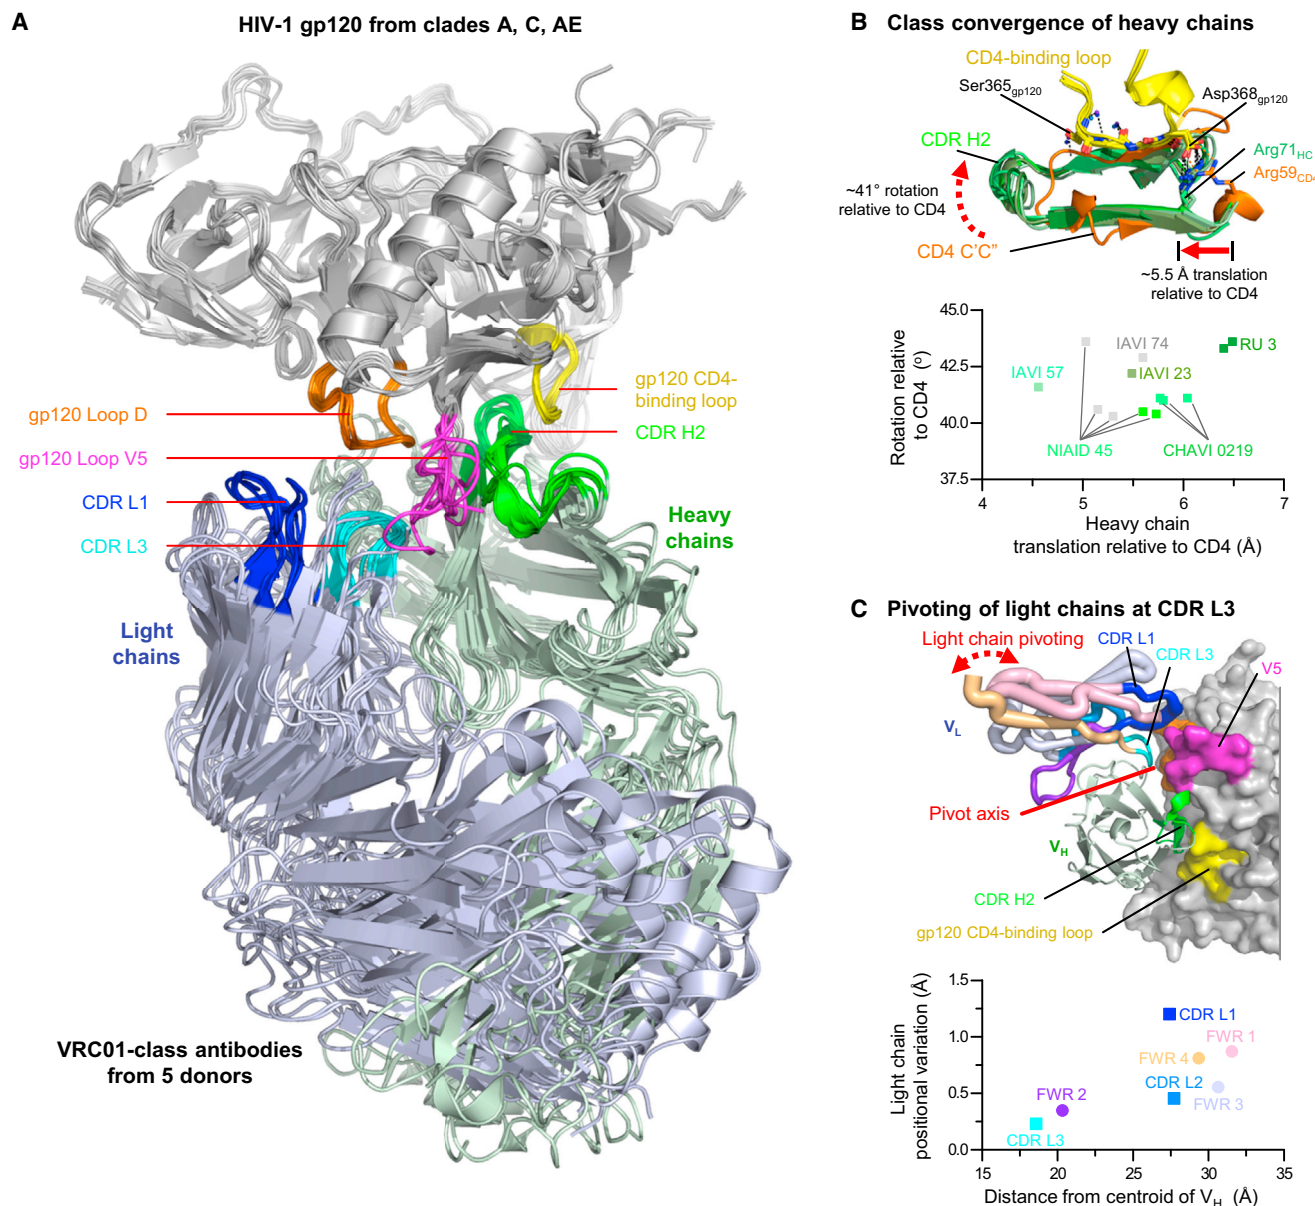 A
HIV-1 gp120 from clades A, C, AE
gp120 Loop D
gp120 Loop V5
CDR L1
CDR L3
gp120 CD4-
binding loop
CDR H2
Heavy
chains
Light
chains
VRC01-class antibodies
from 5 donors
B Class convergence of heavy chains
CD4-binding loop
Ser365gp120
Asp368gp120
CDR H2
Arg71HC
Arg59CD4
~41° rotation
relative to CD4
CD4 C'C"
~5.5 Å translation
relative to CD4
Rotation relative
to CD4 (°)
45.0
42.5
40.0
37.5
IAVI 74
RU 3
IAVI 57
IAVI 23
NIAID 45
CHAVI 0219
4
5
6
7
Heavy chain
translation relative to CD4 (Å)
C Pivoting of light chains at CDR L3
Light chain pivoting
CDR L1
CDR L3
V5
VL
Pivot axis
VH
CDR H2
gp120 CD4-binding loop
Light chain
positional variation (Å)
1.5
1.0
0.5
0.0
CDR L1
FWR 1
FWR 4
CDR L2
FWR 3
FWR 2
CDR L3
15
20
25
30
35
Distance from centroid of VH (Å)